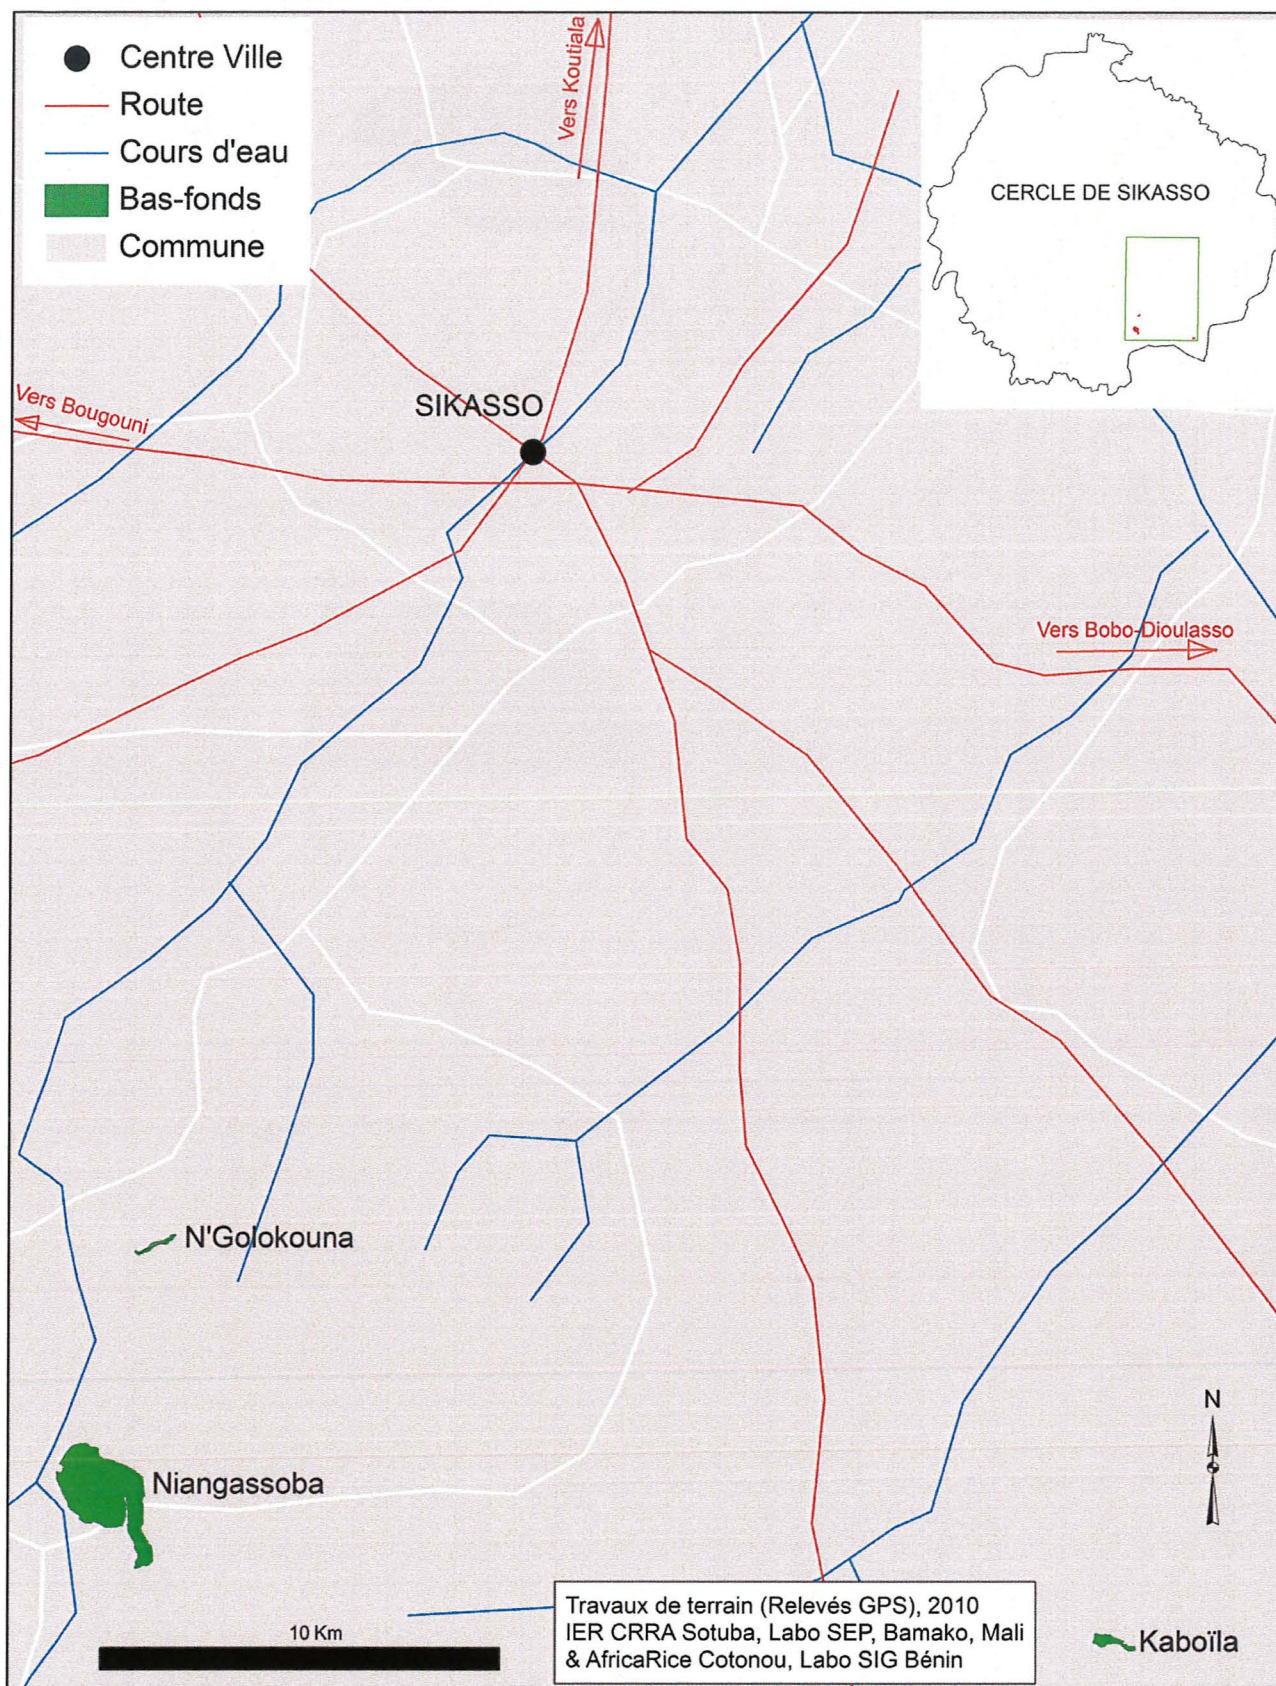 Centre Ville
Route
Cours d'eau
Bas-fonds
Commune
Vers Koutiala
CERCLE DE SIKASSO
Vers Bougouni
SIKASSO
Vers Bobo-Dioulasso
N'Golokouna
N
Niangassoba
10 Km
Travaux de terrain (Relevés GPS), 2010
IER CRRA Sotuba, Labo SEP, Bamako, Mali
& AfricaRice Cotonou, Labo SIG Bénin
Kaboïla